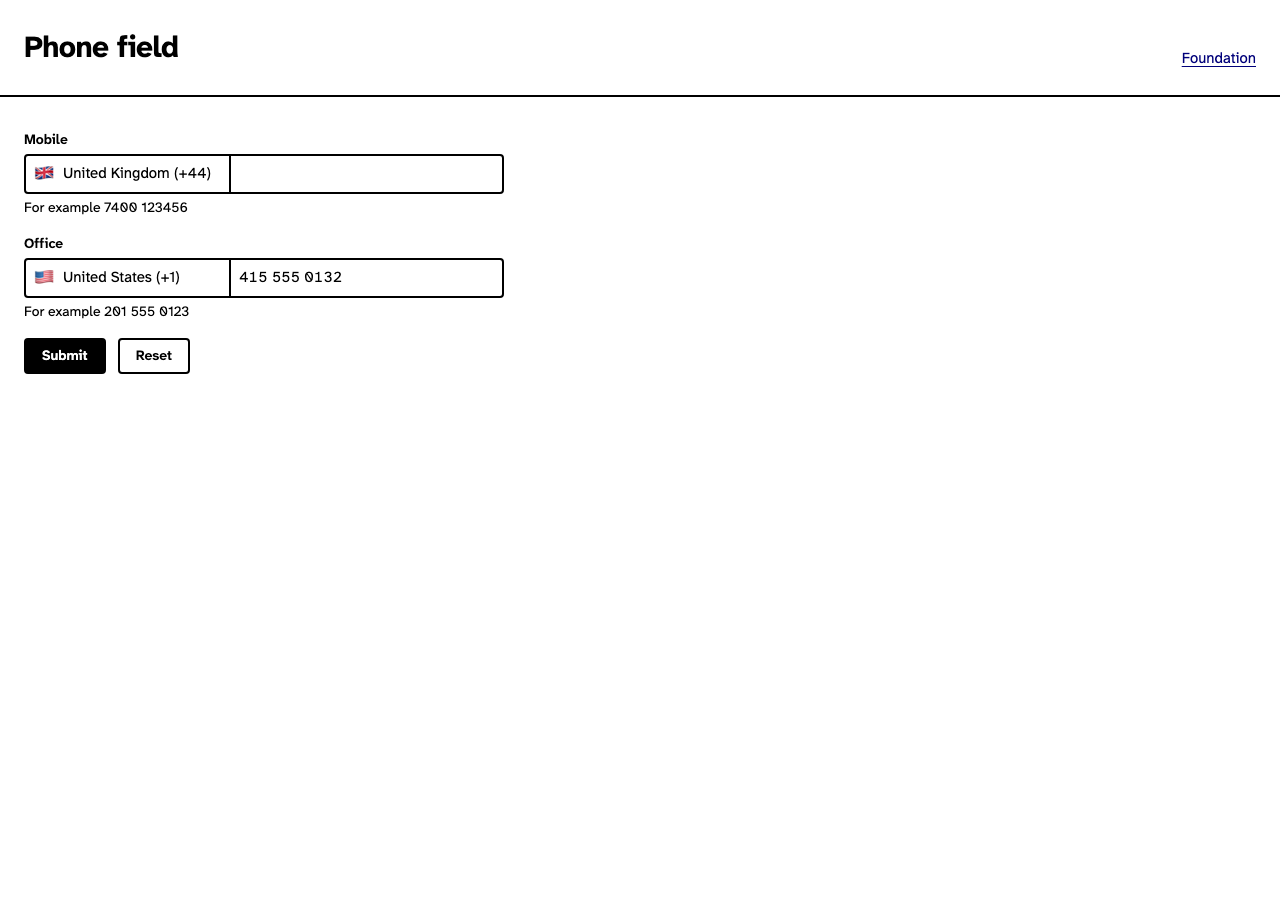 Phone field
Foundation
Mobile
United Kingdom (+44)
For example 7400 123456
Office
United States (+1) 415 555 0132
For example 201 555 0123
Submit Reset